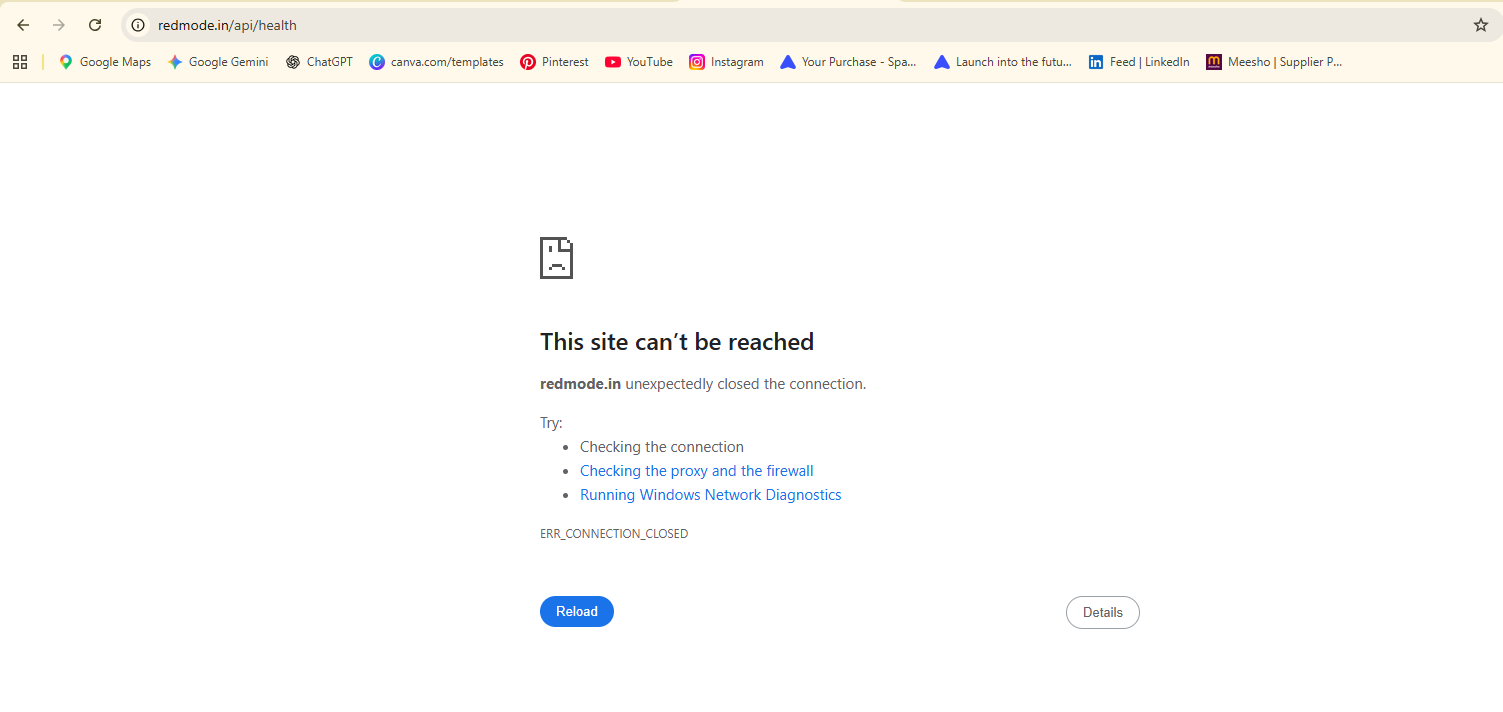 redmode.in/api/health
Google Maps Google Gemini ChatGPT canva.com/templates Pinterest YouTube Instagram Your Purchase - Spa... Launch into the futu... Feed | LinkedIn Meesho | Supplier P...
This site can’t be reached
redmode.in unexpectedly closed the connection.
Try:
• Checking the connection
• Checking the proxy and the firewall
• Running Windows Network Diagnostics
ERR_CONNECTION_CLOSED
Reload Details